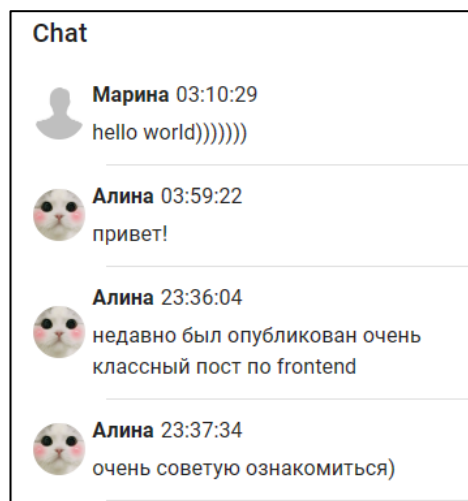 Chat
Марина 03:10:29
hello world)))))))
Алина 03:59:22
привет!
Алина 23:36:04
недавно был опубликован очень
классный пост по frontend
Алина 23:37:34
очень советую ознакомиться)